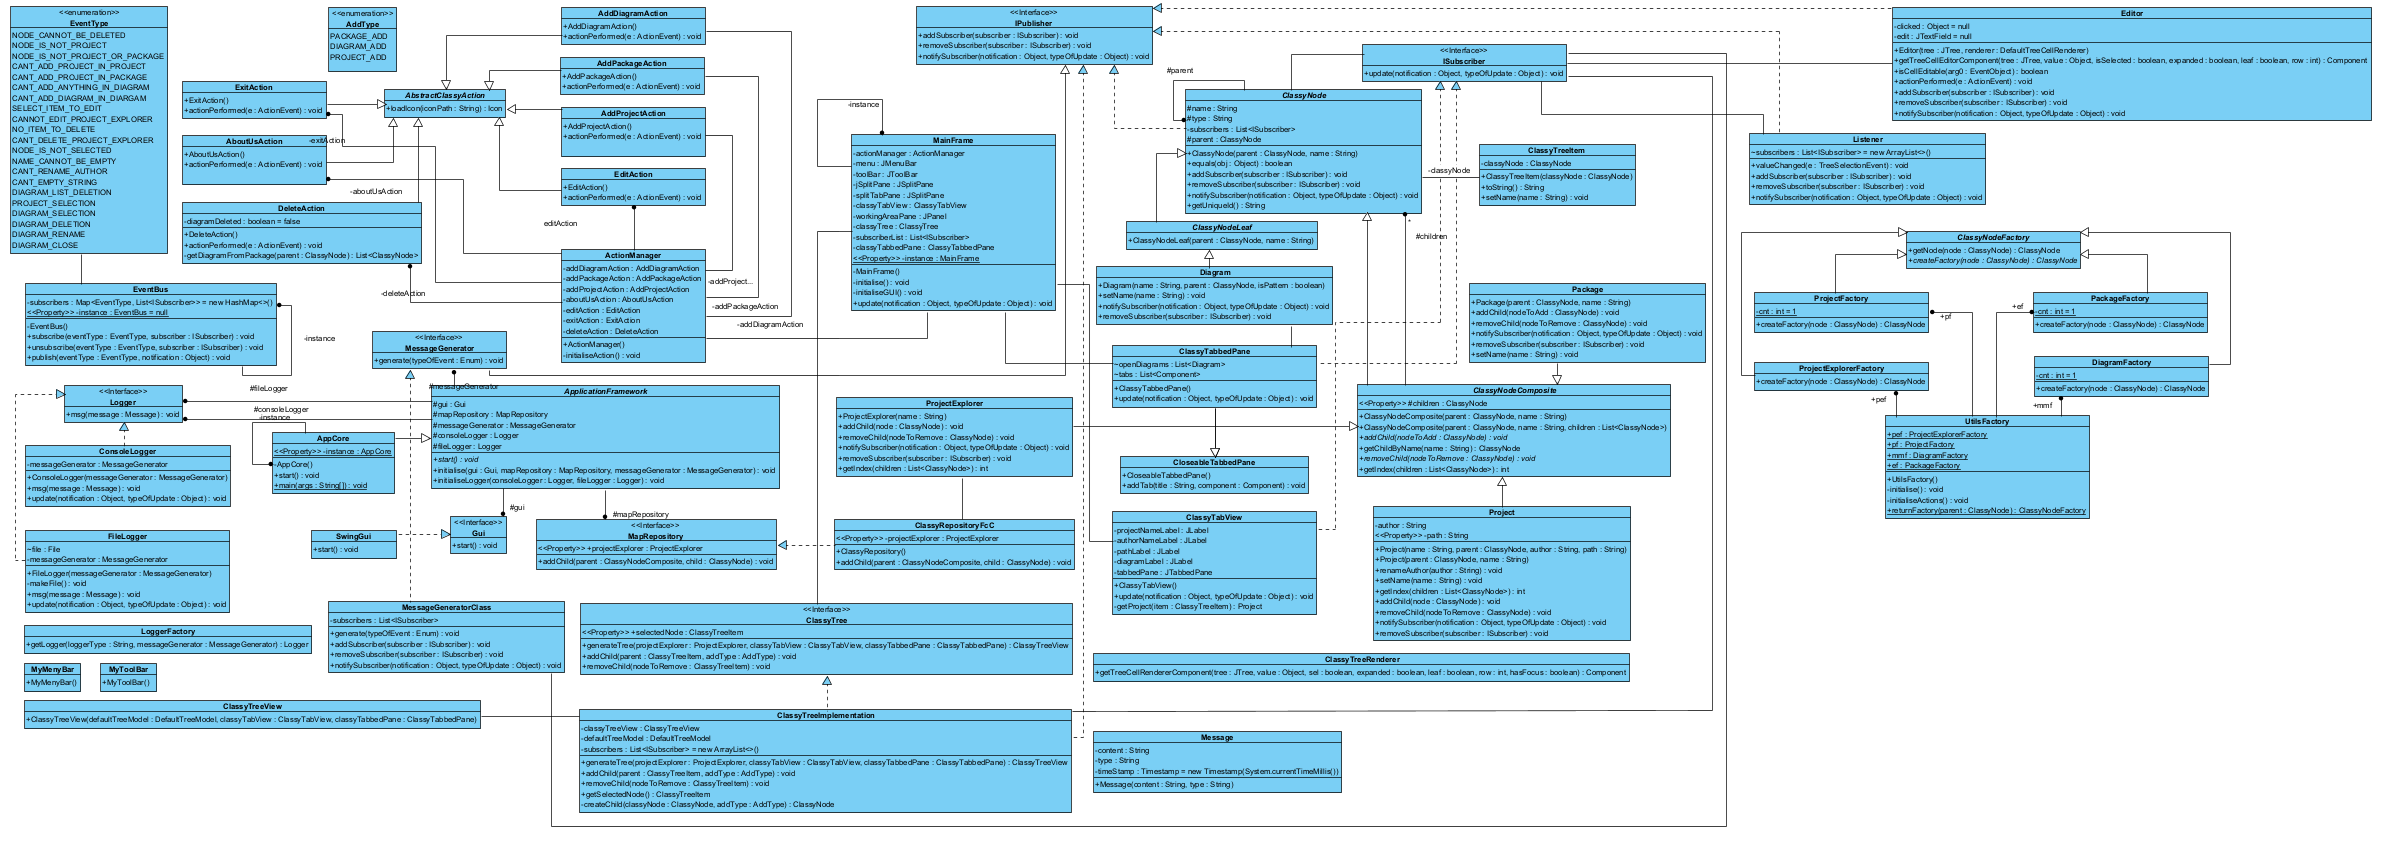 <<enumeration>>
EventType
NODE_CANNOT_BE_DELETED
NODE_IS_NOT_PROJECT
NODE_IS_NOT_PROJECT_OR_PACKAGE
CANT_ADD_PROJECT_IN_PROJECT
CANT_ADD_PROJECT_IN_PACKAGE
CANT_ADD_ANYTHING_IN_DIAGRAM
CANT_ADD_DIAGRAM_IN_DIARGAM
SELECT_ITEM_TO_EDIT
CANNOT_EDIT_PROJECT_EXPLORER
NO_ITEM_TO_DELETE
CANT_DELETE_PROJECT_EXPLORER
NODE_IS_NOT_SELECTED
NAME_CANNOT_BE_EMPTY
CANT_RENAME_AUTHOR
CANT_EMPTY_STRING
DIAGRAM_LIST_DELETION
PROJECT_SELECTION
DIAGRAM_SELECTION
DIAGRAM_DELETION
DIAGRAM_RENAME
DIAGRAM_CLOSE
<<enumeration>>
AddType
PACKAGE_ADD
DIAGRAM_ADD
PROJECT_ADD
ExitAction
+ExitAction()
+actionPerformed(e : ActionEvent) : void
AbstractClassyAction
+loadIcon(iconPath : String) : Icon
AboutUsAction
+AboutUsAction()
+actionPerformed(e : ActionEvent) : void
-exitAction
-aboutUsAction
DeleteAction
-diagramDeleted : boolean = false
+DeleteAction()
+actionPerformed(e : ActionEvent) : void
-getDiagramFromPackage(parent : ClassyNode) : List<ClassyNode>
-deleteAction
AddDiagramAction
+AddDiagramAction()
+actionPerformed(e : ActionEvent) : void
AddPackageAction
+AddPackageAction()
+actionPerformed(e : ActionEvent) : void
AddProjectAction
+AddProjectAction()
+actionPerformed(e : ActionEvent) : void
EditAction
+EditAction()
+actionPerformed(e : ActionEvent) : void
editAction
ActionManager
-addDiagramAction : AddDiagramAction
-addPackageAction : AddPackageAction
-addProjectAction : AddProjectAction
-aboutUsAction : AboutUsAction
-editAction : EditAction
-exitAction : ExitAction
-deleteAction : DeleteAction
+ActionManager()
-initialiseAction() : void
-addProject...
-addPackageAction
-addDiagramAction
EventBus
-subscribers : Map<EventType, List<ISubscriber>> = new HashMap<>()
<<Property>> -instance : EventBus = null
-EventBus()
+subscribe(eventType : EventType, subscriber : ISubscriber) : void
+unsubscribe(eventType : EventType, subscriber : ISubscriber) : void
+publish(eventType : EventType, notification : Object) : void
-instance
<<Interface>>
MessageGenerator
+generate(typeOfEvent : Enum) : void
#messageGenerator
<<Interface>>
Logger
+msg(message : Message) : void
#fileLogger
#consoleLogger
-instance
AppCore
<<Property>> -instance : AppCore
-AppCore()
+start() : void
+main(args : String[]) : void
ApplicationFramework
#gui : Gui
#mapRepository : MapRepository
#messageGenerator : MessageGenerator
#consoleLogger : Logger
#fileLogger : Logger
+start() : void
+initialise(gui : Gui, mapRepository : MapRepository, messageGenerator : MessageGenerator) : void
+initialiseLogger(consoleLogger : Logger, fileLogger : Logger) : void
ConsoleLogger
-messageGenerator : MessageGenerator
+ConsoleLogger(messageGenerator : MessageGenerator)
+msg(message : Message) : void
+update(notification : Object, typeOfUpdate : Object) : void
FileLogger
~file : File
-messageGenerator : MessageGenerator
+FileLogger(messageGenerator : MessageGenerator)
-makeFile() : void
+msg(message : Message) : void
+update(notification : Object, typeOfUpdate : Object) : void
SwingGui
+start() : void
<<Interface>>
Gui
+start() : void
#gui
#mapRepository
<<Interface>>
MapRepository
<<Property>> +projectExplorer : ProjectExplorer
+addChild(parent : ClassyNodeComposite, child : ClassyNode) : void
LoggerFactory
+getLogger(loggerType : String, messageGenerator : MessageGenerator) : Logger
MyMenyBar
+MyMenyBar()
MyToolBar
+MyToolBar()
MessageGeneratorClass
-subscribers : List<ISubscriber>
+generate(typeOfEvent : Enum) : void
+addSubscriber(subscriber : ISubscriber) : void
+removeSubscriber(subscriber : ISubscriber) : void
+notifySubscriber(notification : Object, typeOfUpdate : Object) : void
ClassyTreeView
+ClassyTreeView(defaultTreeModel : DefaultTreeModel, classyTabView : ClassyTabView, classyTabbedPane : ClassyTabbedPane)
<<Interface>>
ClassyTree
<<Property>> +selectedNode : ClassyTreeItem
+generateTree(projectExplorer : ProjectExplorer, classyTabView : ClassyTabView, classyTabbedPane : ClassyTabbedPane) : ClassyTreeView
+addChild(parent : ClassyTreeItem, addType : AddType) : void
+removeChild(nodeToRemove : ClassyTreeItem) : void
ClassyTreeImplementation
-classyTreeView : ClassyTreeView
-defaultTreeModel : DefaultTreeModel
-subscribers : List<ISubscriber> = new ArrayList<>()
+generateTree(projectExplorer : ProjectExplorer, classyTabView : ClassyTabView, classyTabbedPane : ClassyTabbedPane) : ClassyTreeView
+addChild(parent : ClassyTreeItem, addType : AddType) : void
+removeChild(nodeToRemove : ClassyTreeItem) : void
+getSelectedNode() : ClassyTreeItem
-createChild(classyNode : ClassyNode, addType : AddType) : ClassyNode
-instance
MainFrame
-actionManager : ActionManager
-menu : JMenuBar
-toolBar : JToolBar
-jSplitPane : JSplitPane
-splitTabPane : JSplitPane
-classyTabView : ClassyTabView
-workingAreaPane : JPanel
-classyTree : ClassyTree
-subscriberList : List<ISubscriber>
-classyTabbedPane : ClassyTabbedPane
<<Property>> -instance : MainFrame
-MainFrame()
-initialise() : void
-initialiseGUI() : void
+update(notification : Object, typeOfUpdate : Object) : void
ProjectExplorer
+ProjectExplorer(name : String)
+addChild(node : ClassyNode) : void
+removeChild(nodeToRemove : ClassyNode) : void
+notifySubscriber(notification : Object, typeOfUpdate : Object) : void
+removeSubscriber(subscriber : ISubscriber) : void
+getIndex(children : List<ClassyNode>) : int
ClassyRepositoryFcC
<<Property>> -projectExplorer : ProjectExplorer
+ClassyRepository()
+addChild(parent : ClassyNodeComposite, child : ClassyNode) : void
<<Interface>>
IPublisher
+addSubscriber(subscriber : ISubscriber) : void
+removeSubscriber(subscriber : ISubscriber) : void
+notifySubscriber(notification : Object, typeOfUpdate : Object) : void
#parent
ClassyNode
#name : String
#type : String
-subscribers : List<ISubscriber>
#parent : ClassyNode
+ClassyNode(parent : ClassyNode, name : String)
+equals(obj : Object) : boolean
+addSubscriber(subscriber : ISubscriber) : void
+removeSubscriber(subscriber : ISubscriber) : void
+notifySubscriber(notification : Object, typeOfUpdate : Object) : void
+getUniqueId() : String
<<Interface>>
ISubscriber
+update(notification : Object, typeOfUpdate : Object) : void
-classyNode
ClassyTreeItem
-classyNode : ClassyNode
+ClassyTreeItem(classyNode : ClassyNode)
+toString() : String
+setName(name : String) : void
*
#children
ClassyNodeLeaf
+ClassyNodeLeaf(parent : ClassyNode, name : String)
Diagram
+Diagram(name : String, parent : ClassyNode, isPattern : boolean)
+setName(name : String) : void
+notifySubscriber(notification : Object, typeOfUpdate : Object) : void
+removeSubscriber(subscriber : ISubscriber) : void
ClassyTabbedPane
~openDiagrams : List<Diagram>
~tabs : List<Component>
+ClassyTabbedPane()
+update(notification : Object, typeOfUpdate : Object) : void
CloseableTabbedPane
+CloseableTabbedPane()
+addTab(title : String, component : Component) : void
ClassyTabView
-projectNameLabel : JLabel
-authorNameLabel : JLabel
-pathLabel : JLabel
-diagramLabel : JLabel
-tabbedPane : JTabbedPane
+ClassyTabView()
+update(notification : Object, typeOfUpdate : Object) : void
-getProject(item : ClassyTreeItem) : Project
Package
+Package(parent : ClassyNode, name : String)
+addChild(nodeToAdd : ClassyNode) : void
+removeChild(nodeToRemove : ClassyNode) : void
+notifySubscriber(notification : Object, typeOfUpdate : Object) : void
+removeSubscriber(subscriber : ISubscriber) : void
+setName(name : String) : void
ClassyNodeComposite
<<Property>> #children : ClassyNode
+ClassyNodeComposite(parent : ClassyNode, name : String)
+ClassyNodeComposite(parent : ClassyNode, name : String, children : List<ClassyNode>)
+addChild(nodeToAdd : ClassyNode) : void
+getChildByName(name : String) : ClassyNode
+removeChild(nodeToRemove : ClassyNode) : void
+getIndex(children : List<ClassyNode>) : int
Project
-author : String
<<Property>> -path : String
+Project(name : String, parent : ClassyNode, author : String, path : String)
+Project(parent : ClassyNode, name : String)
+renameAuthor(author : String) : void
+setName(name : String) : void
+getIndex(children : List<ClassyNode>) : int
+addChild(node : ClassyNode) : void
+removeChild(nodeToRemove : ClassyNode) : void
+notifySubscriber(notification : Object, typeOfUpdate : Object) : void
+removeSubscriber(subscriber : ISubscriber) : void
ClassyTreeRenderer
+getTreeCellRendererComponent(tree : JTree, value : Object, sel : boolean, expanded : boolean, leaf : boolean, row : int, hasFocus : boolean) : Component
Message
-content : String
-type : String
-timeStamp : Timestamp = new Timestamp(System.currentTimeMillis())
+Message(content : String, type : String)
Editor
-clicked : Object = null
-edit : JTextField = null
+Editor(tree : JTree, renderer : DefaultTreeCellRenderer)
+getTreeCellEditorComponent(tree : JTree, value : Object, isSelected : boolean, expanded : boolean, leaf : boolean, row : int) : Component
+isCellEditable(arg0 : EventObject) : boolean
+actionPerformed(e : ActionEvent) : void
+addSubscriber(subscriber : ISubscriber) : void
+removeSubscriber(subscriber : ISubscriber) : void
+notifySubscriber(notification : Object, typeOfUpdate : Object) : void
Listener
~subscribers : List<ISubscriber> = new ArrayList<>()
+valueChanged(e : TreeSelectionEvent) : void
+addSubscriber(subscriber : ISubscriber) : void
+removeSubscriber(subscriber : ISubscriber) : void
+notifySubscriber(notification : Object, typeOfUpdate : Object) : void
ClassyNodeFactory
+getNode(node : ClassyNode) : ClassyNode
+createFactory(node : ClassyNode) : ClassyNode
ProjectFactory
-cnt : int = 1
+createFactory(node : ClassyNode) : ClassyNode
+pf
+ef
PackageFactory
-cnt : int = 1
+createFactory(node : ClassyNode) : ClassyNode
ProjectExplorerFactory
+createFactory(node : ClassyNode) : ClassyNode
+pef
DiagramFactory
-cnt : int = 1
+createFactory(node : ClassyNode) : ClassyNode
+mmf
UtilsFactory
+pef : ProjectExplorerFactory
+pf : ProjectFactory
+mmf : DiagramFactory
+ef : PackageFactory
+UtilsFactory()
-initialise() : void
-initialiseActions() : void
+returnFactory(parent : ClassyNode) : ClassyNodeFactory